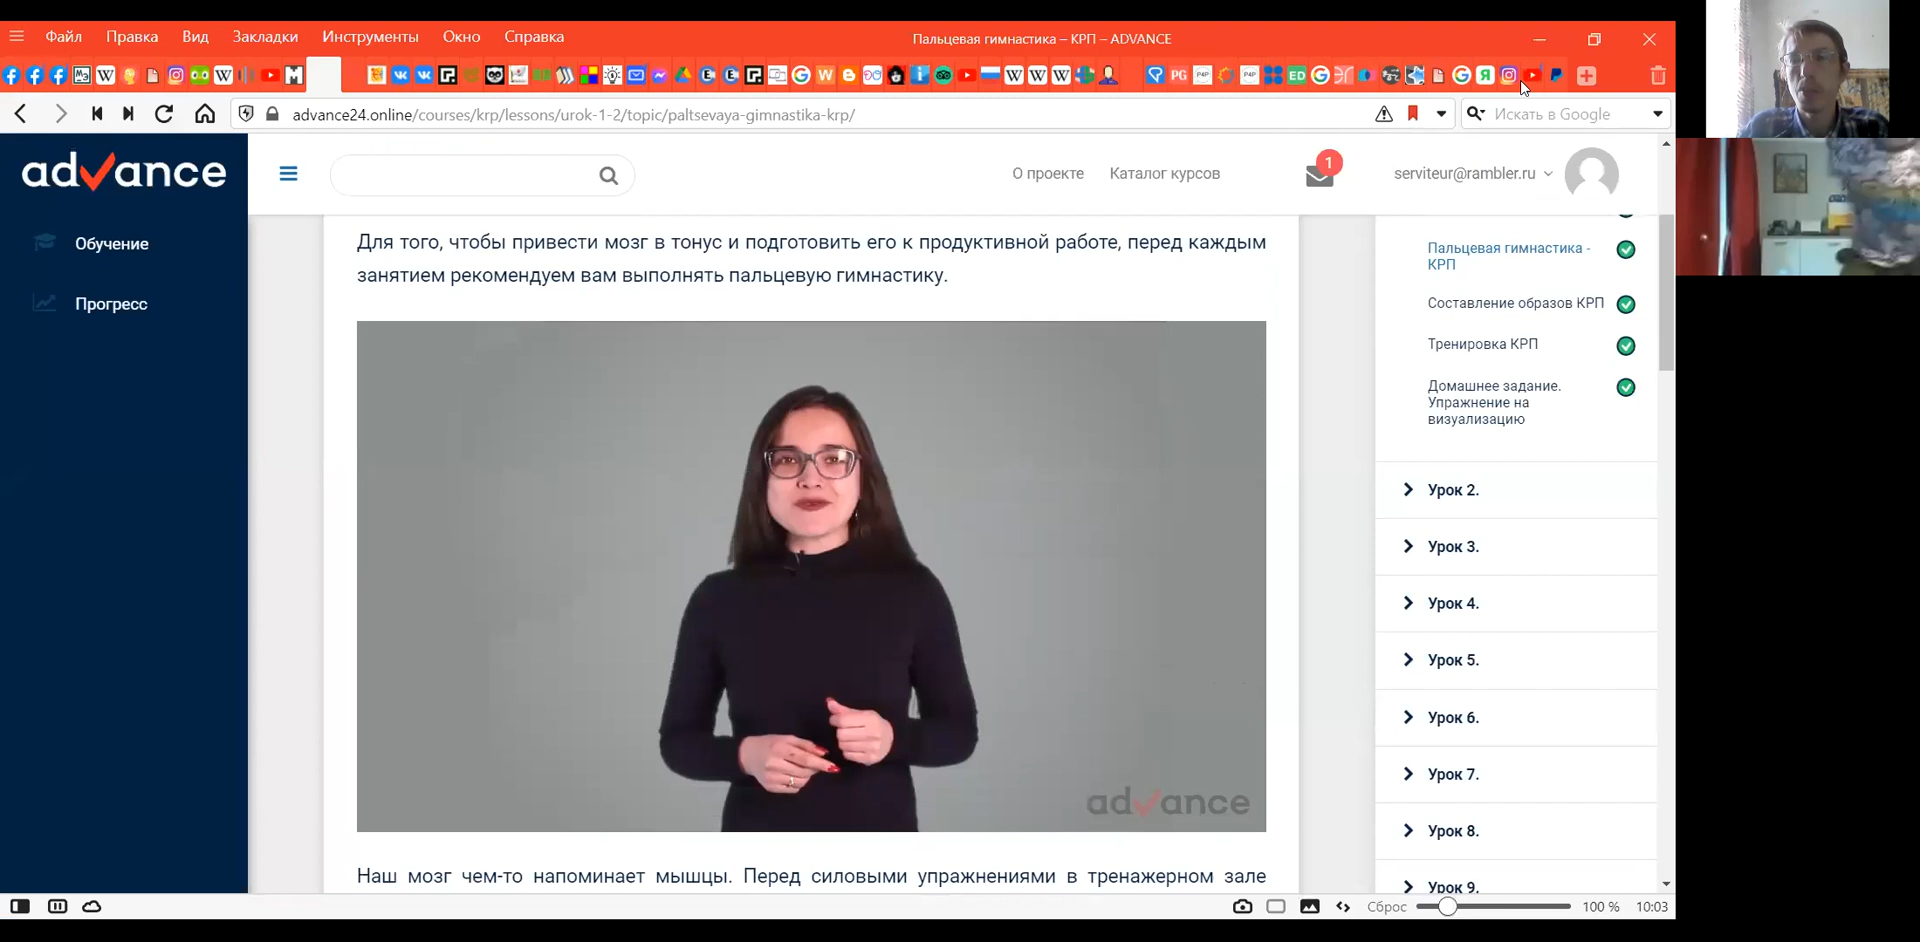 Файл Правка Вид Закладки Инструменты Окно Справка
Пальцевая гимнастика – КРП – ADVANCE
advance24.online/courses/krp/lessons/urok-1-2/topic/paltsevaya-gimnastika-krp/
Искать в Google
advance
О проекте Каталог курсов
1
serviteur@rambler.ru
Обучение
Прогресс
Для того, чтобы привести мозг в тонус и подготовить его к продуктивной работе, перед каждым
занятием рекомендуем вам выполнять пальцевую гимнастику.
advance
Наш мозг чем-то напоминает мышцы. Перед силовыми упражнениями в тренажерном зале
Пальцевая гимнастика -
КРП
Составление образов КРП
Тренировка КРП
Домашнее задание.
Упражнение на
визуализацию
Урок 2.
Урок 3.
Урок 4.
Урок 5.
Урок 6.
Урок 7.
Урок 8.
Урок 9.
Сброс
100 %
10:03